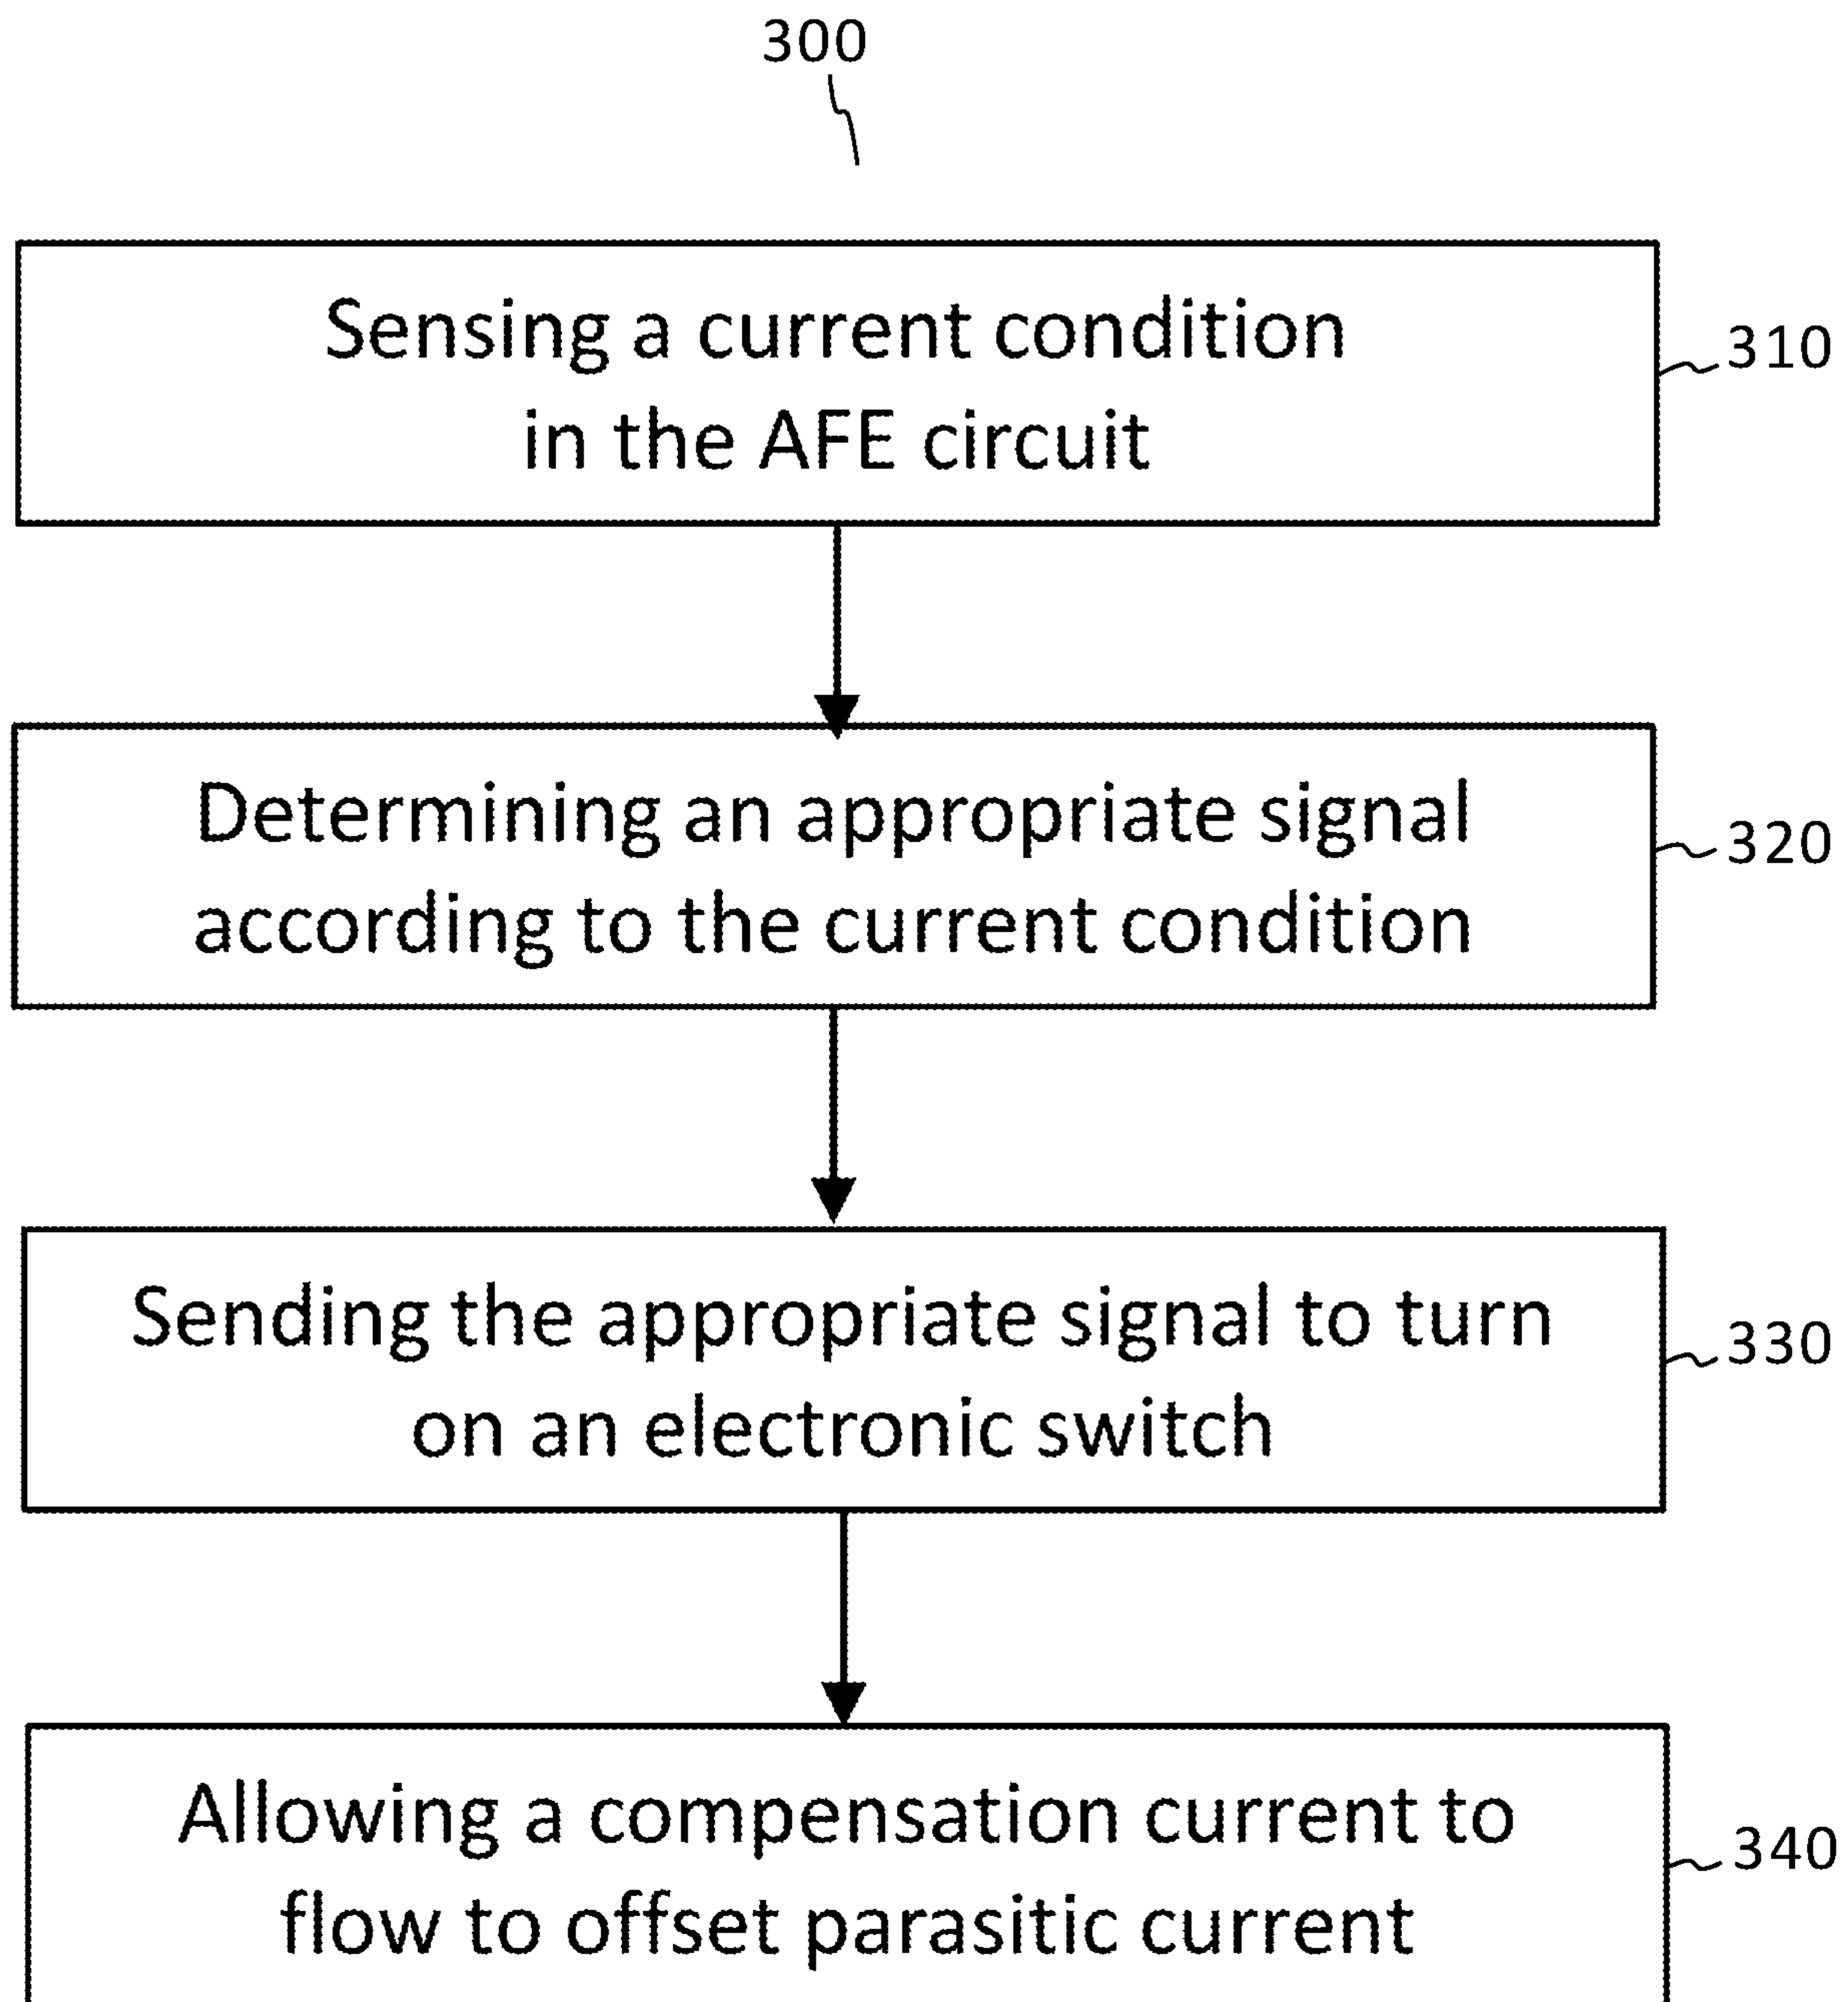 300
Sensing a current condition
in the AFE circuit
310
Determining an appropriate signal
according to the current condition
320
Sending the appropriate signal to turn
on an electronic switch
330
Allowing a compensation current to
flow to offset parasitic current
340